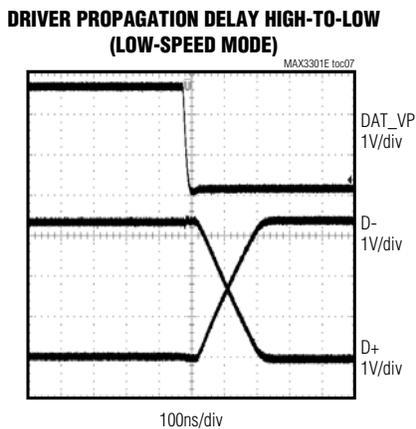 DRIVER PROPAGATION DELAY HIGH-TO-LOW
(LOW-SPEED MODE)
MAX3301E toc07
DAT_VP
1V/div
D-
1V/div
D+
1V/div
100ns/div